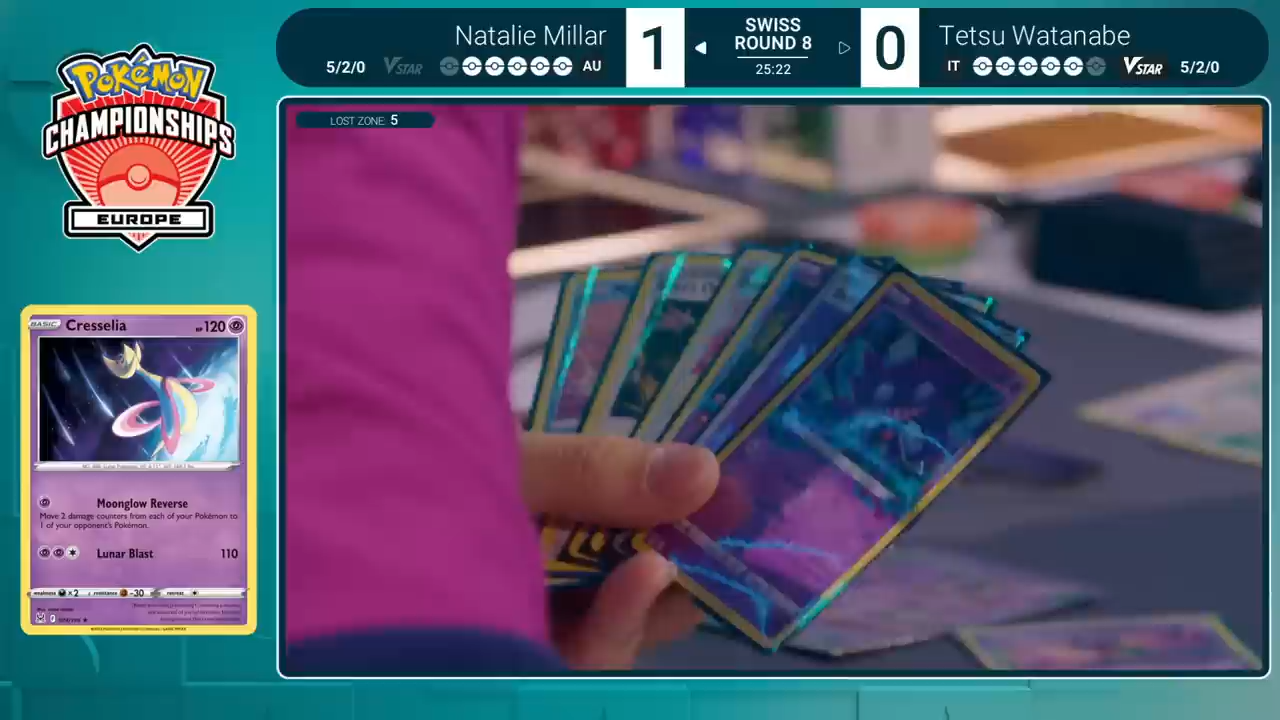 Natalie Millar
1
SWISS
ROUND 8
25:22
0
Tetsu Watanabe
5/2/0
VSTAR
AU
IT
VSTAR
5/2/0
LOST ZONE: 5
Pokémon
CHAMPIONSHIPS
EUROPE
BASIC
Cresselia
HP 120
Moonglow Reverse
Move 2 damage counters from each of your Pokémon to
1 of your opponent's Pokémon.
Lunar Blast
110
weakness
×2
resistance
-30
retreat